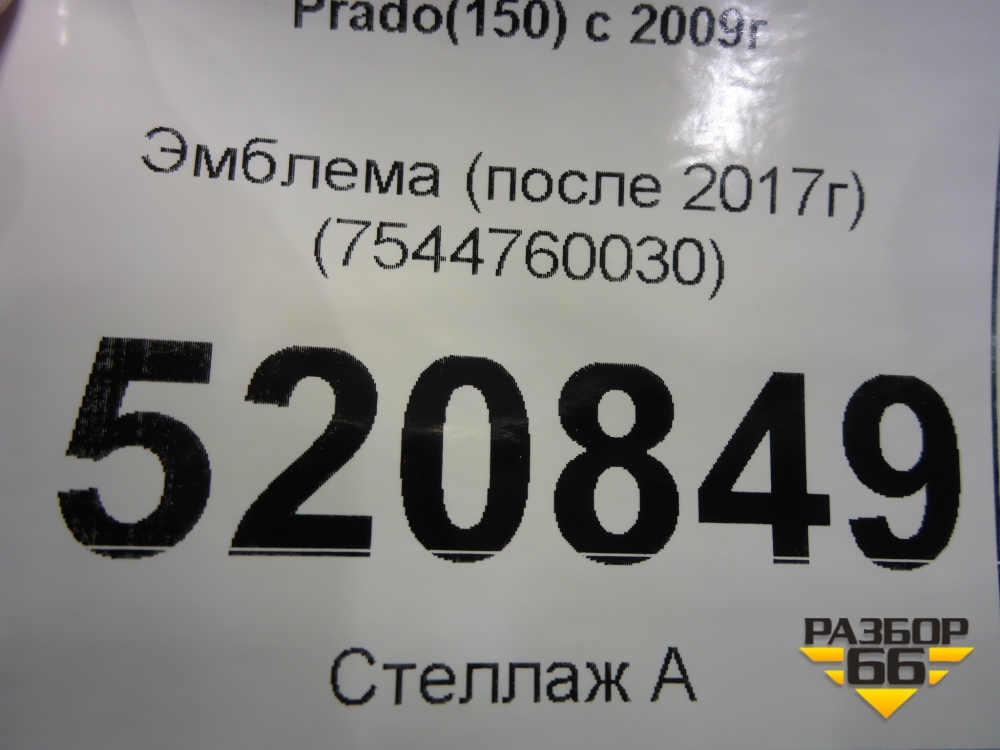 Prado(150) с 2009г
Эмблема (после 2017г)
(7544760030)
520849
Стеллаж А
РАЗБОР
66